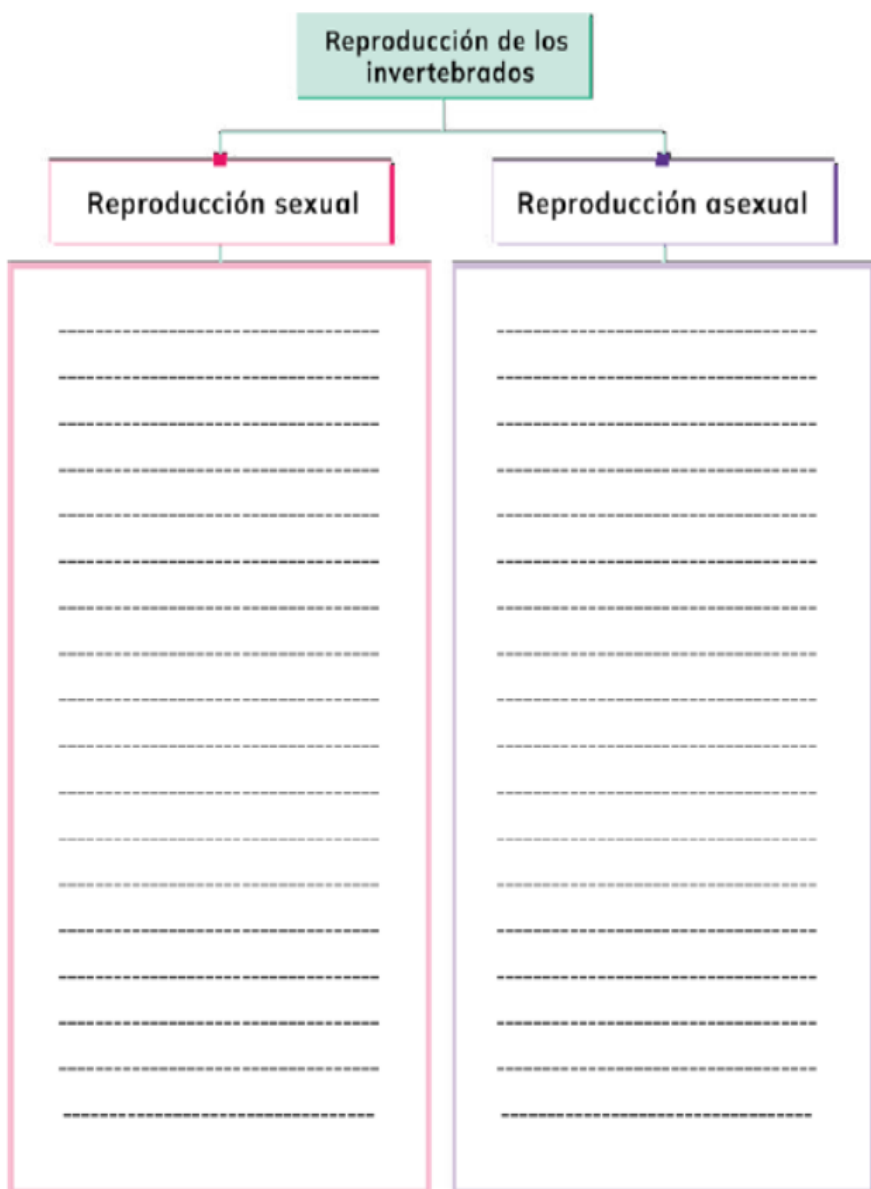 Reproducción de los
invertebrados
Reproducción sexual
Reproducción asexual